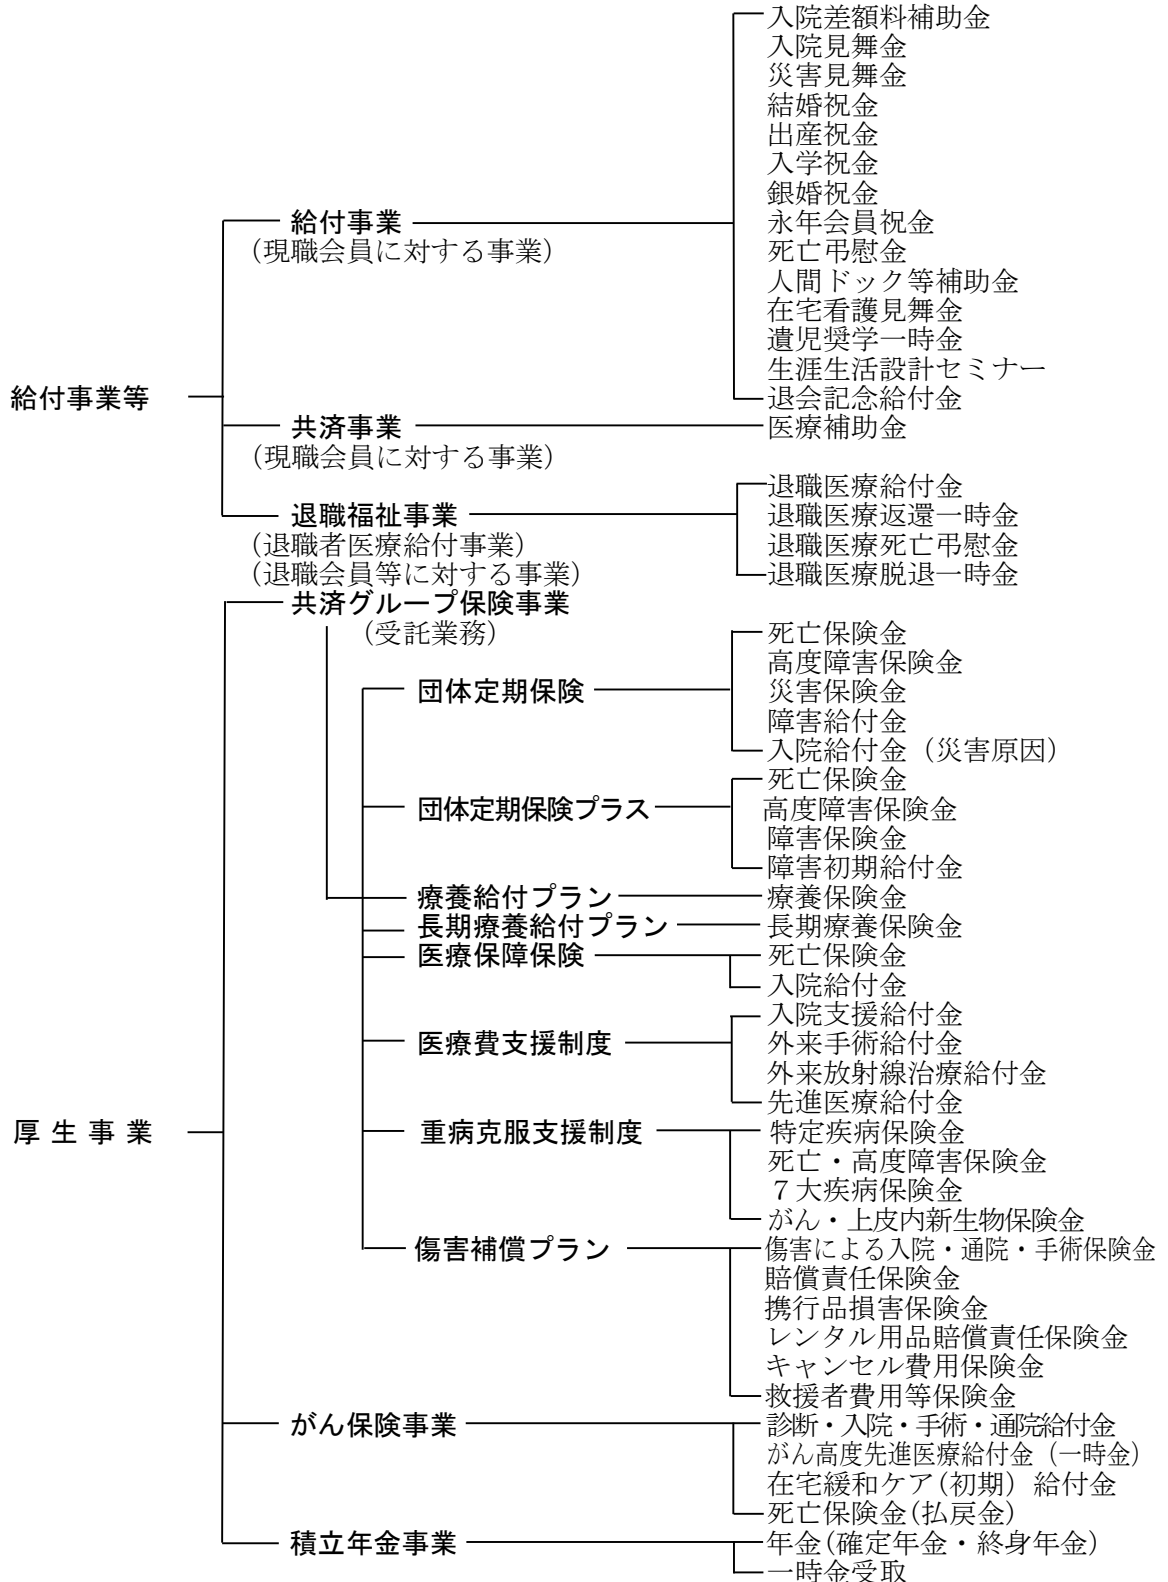 入院差額料補助金
入院見舞金
災害見舞金
結婚祝金
出産祝金
入学祝金
銀婚祝金
給付事業
永年会員祝金
(現職会員に対する事業)
死亡弔慰金
人間ドック等補助金
在宅看護見舞金
遺児奨学一時金
生涯生活設計セミナー
給付事業等
退会記念給付金
共済事業
医療補助金
(現職会員に対する事業)
退職医療給付金
退職福祉事業
退職医療返還一時金
(退職者医療給付事業)
退職医療死亡弔慰金
(退職会員等に対する事業)
退職医療脱退一時金
共済グループ保険事業
(受託業務)
死亡保険金
高度障害保険金
団体定期保険
災害保険金
障害給付金
入院給付金(災害原因)
死亡保険金
団体定期保険プラス
高度障害保険金
障害保険金
障害初期給付金
療養給付プラン
療養保険金
長期療養給付プラン
長期療養保険金
医療保障保険
死亡保険金
入院給付金
入院支援給付金
医療費支援制度
外来手術給付金
外来放射線治療給付金
先進医療給付金
厚生事業
重病克服支援制度
特定疾病保険金
死亡・高度障害保険金
7大疾病保険金
がん・上皮内新生物保険金
傷害補償プラン
傷害による入院・通院・手術保険金
賠償責任保険金
携行品損害保険金
レンタル用品賠償責任保険金
キャンセル費用保険金
救援者費用等保険金
がん保険事業
診断・入院・手術・通院給付金
がん高度先進医療給付金(一時金)
在宅緩和ケア(初期)給付金
死亡保険金(払戻金)
積立年金事業
年金(確定年金・終身年金)
一時金受取